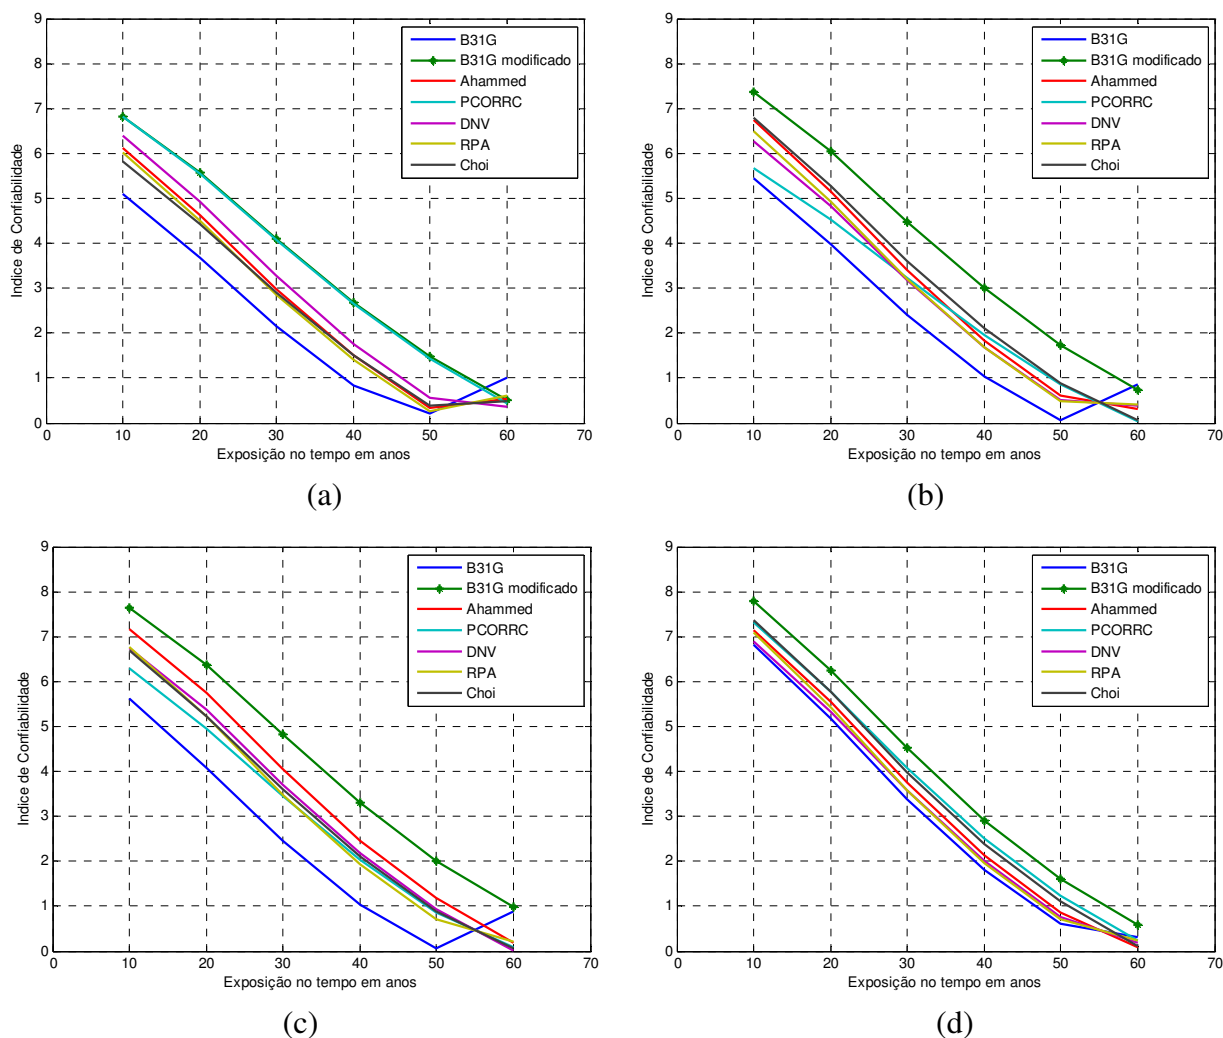 9
8
7
6
5
4
3
2
1
0
Indice de Confiabilidade
0 10 20 30 40 50 60 70
Exposição no tempo em anos
B31G
B31G modificado
Ahammed
PCORRC
DNV
RPA
Choi
(a)
9
8
7
6
5
4
3
2
1
0
Indice de Confiabilidade
0 10 20 30 40 50 60 70
Exposição no tempo em anos
B31G
B31G modificado
Ahammed
PCORRC
DNV
RPA
Choi
(b)
9
8
7
6
5
4
3
2
1
0
Indice de Confiabilidade
0 10 20 30 40 50 60 70
Exposição no tempo em anos
B31G
B31G modificado
Ahammed
PCORRC
DNV
RPA
Choi
(c)
9
8
7
6
5
4
3
2
1
0
Indice de Confiabilidade
0 10 20 30 40 50 60 70
Exposição no tempo em anos
B31G
B31G modificado
Ahammed
PCORRC
DNV
RPA
Choi
(d)